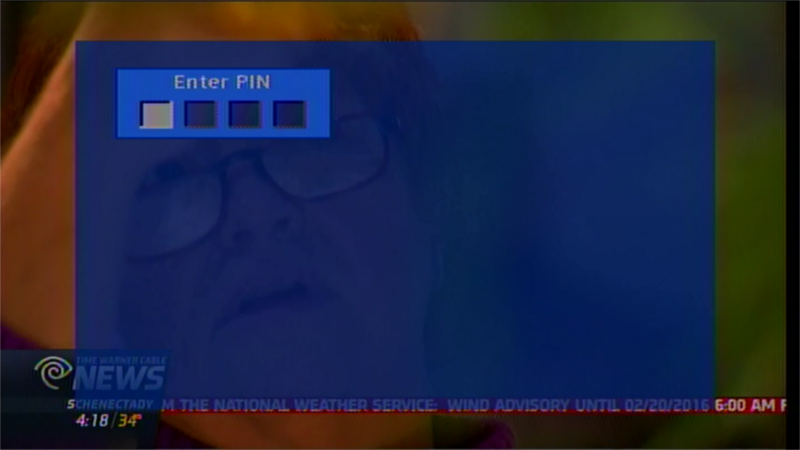 Enter PIN
TIME WARNER CABLE
NEWS
SCHENECTADY M THE NATIONAL WEATHER SERVICE: WIND ADVISORY UNTIL 02/20/2016 6:00 AM F
4:18/34°